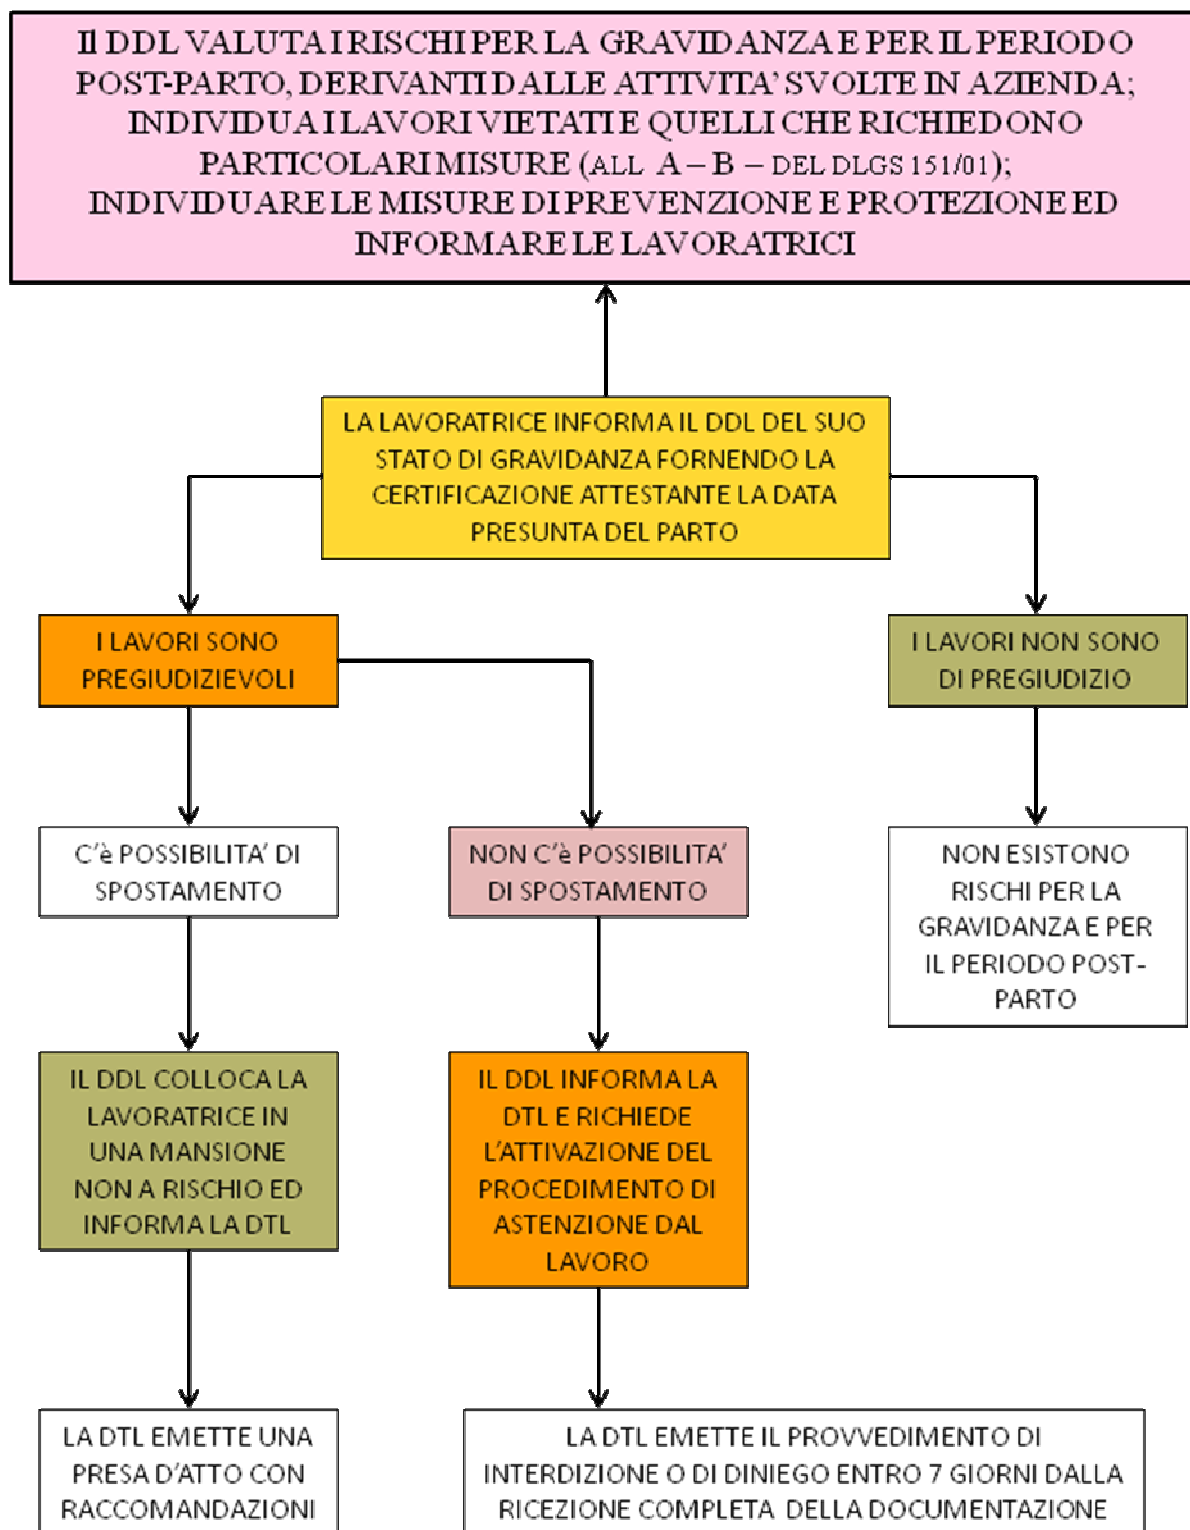 Il DDL VALUTA I RISCHI PER LA GRAVIDANZA E PER IL PERIODO
POST-PARTO, DERIVANTI DALLE ATTIVITA' SVOLTE IN AZIENDA;
INDIVIDUA I LAVORI VIETATI E QUELLI CHE RICHIEDONO
PARTICOLARI MISURE (ALL A – B – DEL DLGS 151/01);
INDIVIDUARE LE MISURE DI PREVENZIONE E PROTEZIONE ED
INFORMARE LE LAVORATRICI
LA LAVORATRICE INFORMA IL DDL DEL SUO
STATO DI GRAVIDANZA FORNENDO LA
CERTIFICAZIONE ATTESTANTE LA DATA
PRESUNTA DEL PARTO
I LAVORI SONO
PREGIUDIZIEVOLI
I LAVORI NON SONO
DI PREGIUDIZIO
C'è POSSIBILITA' DI
SPOSTAMENTO
NON C'è POSSIBILITA'
DI SPOSTAMENTO
NON ESISTONO
RISCHI PER LA
GRAVIDANZA E PER
IL PERIODO POST-
PARTO
IL DDL COLLOCA LA
LAVORATRICE IN
UNA MANSIONE
NON A RISCHIO ED
INFORMA LA DTL
IL DDL INFORMA LA
DTL E RICHIEDE
L'ATTIVAZIONE DEL
PROCEDIMENTO DI
ASTENZIONE DAL
LAVORO
LA DTL EMETTE UNA
PRESA D'ATTO CON
RACCOMANDAZIONI
LA DTL EMETTE IL PROVVEDIMENTO DI
INTERDIZIONE O DI DINIEGO ENTRO 7 GIORNI DALLA
RICEZIONE COMPLETA DELLA DOCUMENTAZIONE